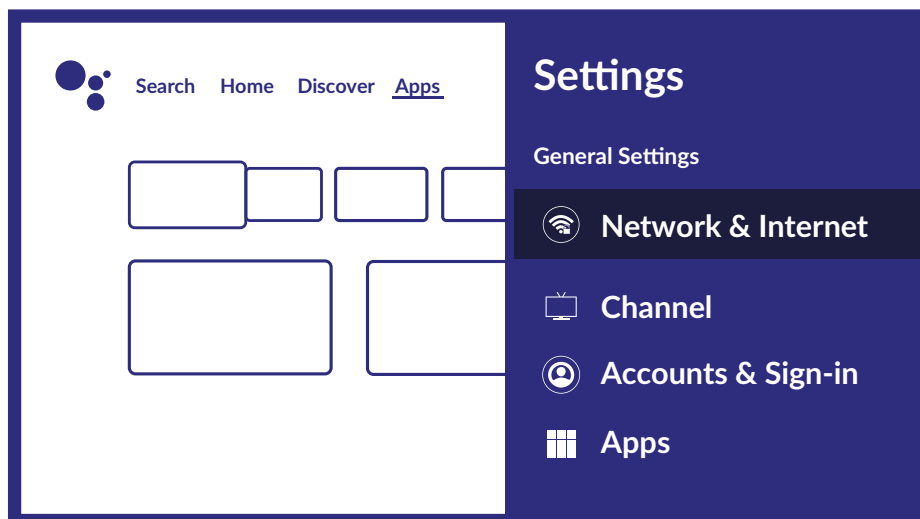 Search Home Discover Apps
Settings
General Settings
Network & Internet
Channel
Accounts & Sign-in
Apps